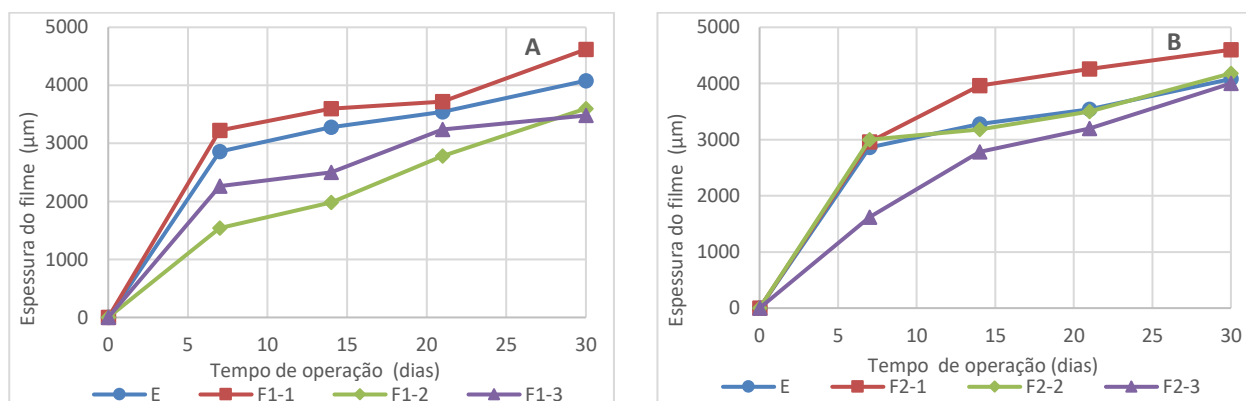 A
Espessura do filme (µm)
5000
4000
3000
2000
1000
0
0 5 10 15 20 25 30
Tempo de operação (dias)
E F1-1 F1-2 F1-3
B
Espessura do filme (µm)
5000
4000
3000
2000
1000
0
0 5 10 15 20 25 30
Tempo de operação (dias)
E F2-1 F2-2 F2-3